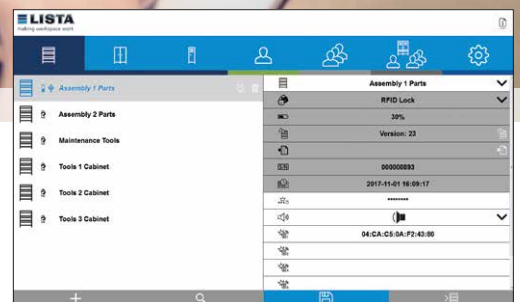 LISTA
making workspace work
Assembly 1 Parts
Assembly 2 Parts
Maintenance Tools
Tools 1 Cabinet
Tools 2 Cabinet
Tools 3 Cabinet
Assembly 1 Parts
RFID Lock
30%
Version: 23
000000893
2017-11-01 16:09:17
********
04:CA:C5:0A:F2:43:80